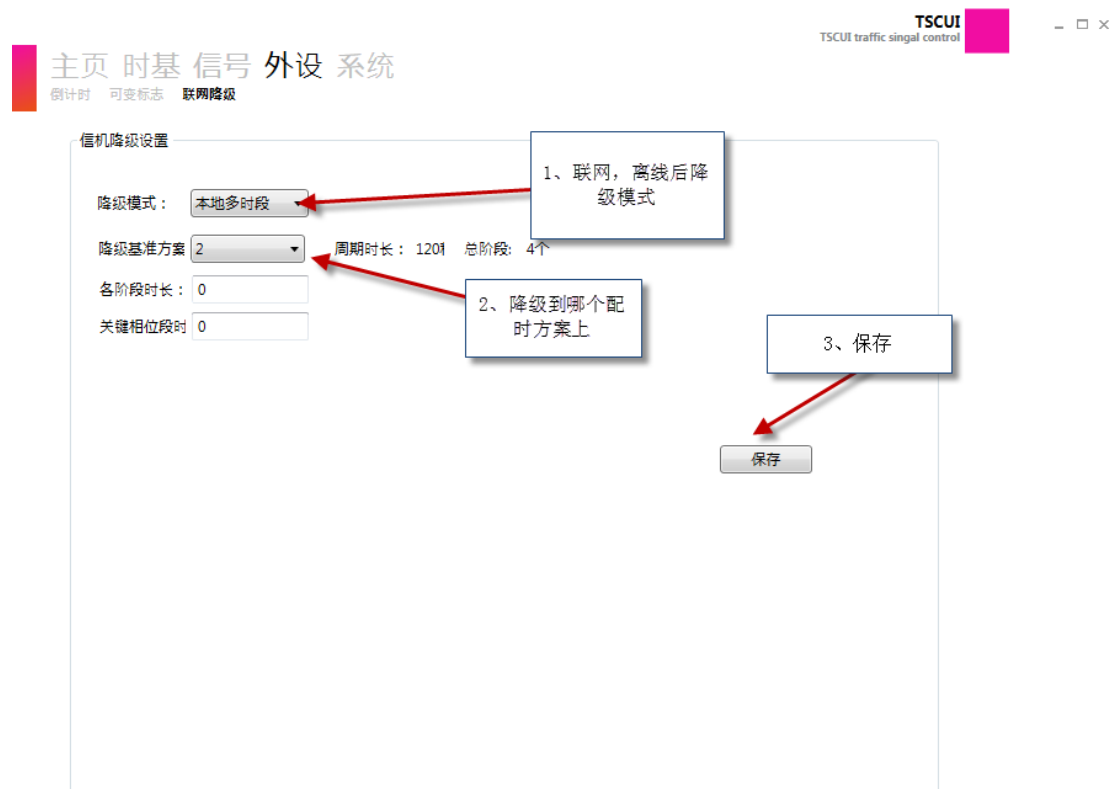 TSCUI
TSCUI traffic singal control
主页 时基 信号 外设 系统
倒计时 可变标志 联网降级
信机降级设置
1、联网，离线后降
级模式
降级模式： 本地多时段
降级基准方案 2 周期时长： 120 总阶段: 4个
各阶段时长： 0
2、降级到哪个配
时方案上
关键相位段时 0
3、保存
保存